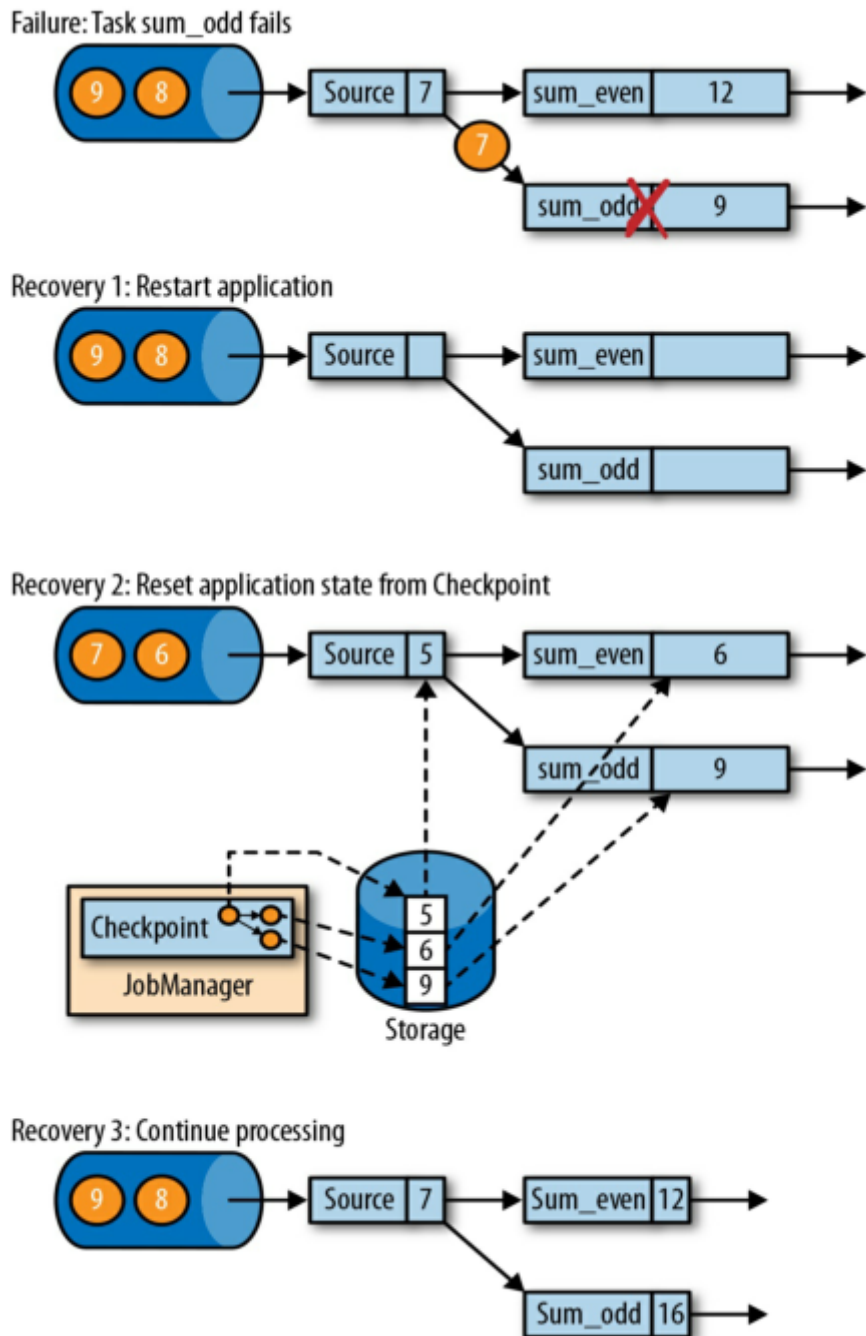 Failure: Task sum_odd fails
9 8 Source 7 sum_even 12
7
sum_odd 9
Recovery 1: Restart application
9 8 Source sum_even
sum_odd
Recovery 2: Reset application state from Checkpoint
7 6 Source 5 sum_even 6
sum_odd 9
Checkpoint
JobManager
5
6
9
Storage
Recovery 3: Continue processing
9 8 Source 7 Sum_even 12
Sum_odd 16